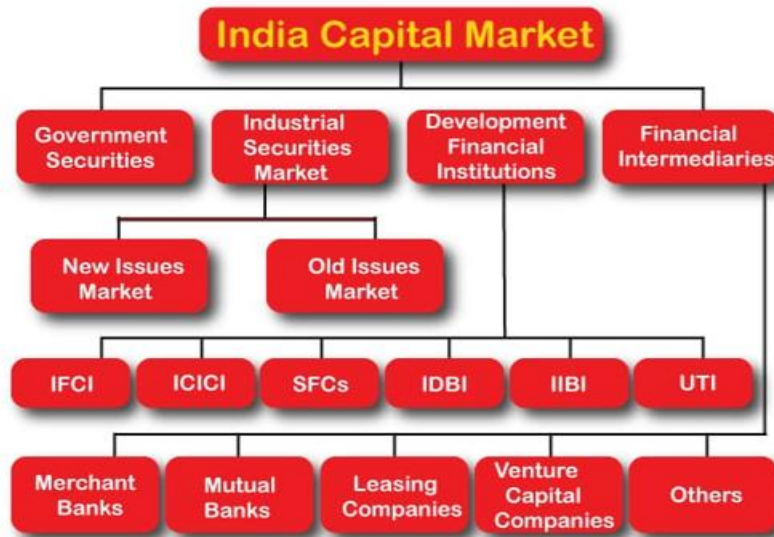 India Capital Market
Government
Securities
Industrial
Securities
Market
Development
Financial
Institutions
Financial
Intermediaries
New Issues
Market
Old Issues
Market
IFCI
ICICI
SFCs
IDBI
IIBI
UTI
Merchant
Banks
Mutual
Banks
Leasing
Companies
Venture
Capital
Companies
Others